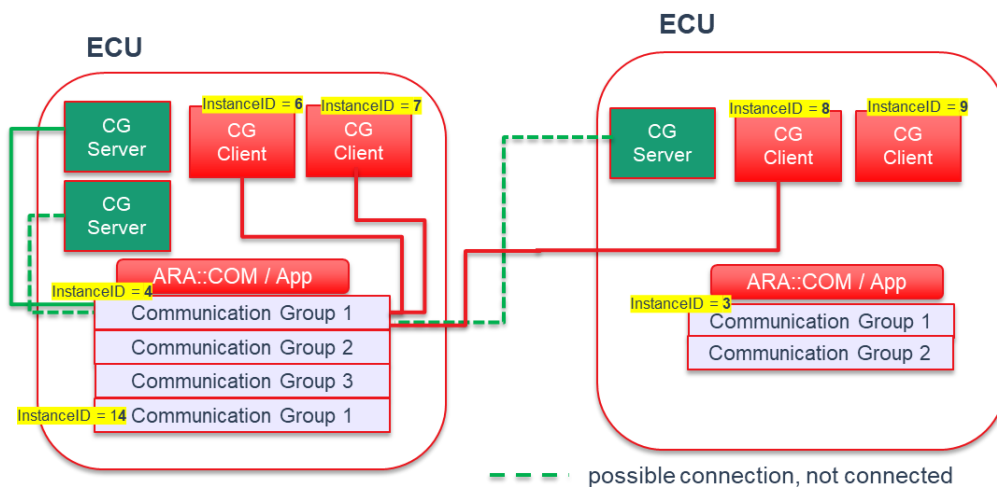 ECU
ECU
InstanceID = 6
InstanceID = 7
InstanceID = 8
InstanceID = 9
CG
Server
CG
Client
CG
Client
CG
Server
CG
Client
CG
Client
CG
Server
ARA::COM / App
ARA::COM / App
InstanceID = 4
InstanceID = 3
Communication Group 1
Communication Group 2
Communication Group 3
InstanceID = 14
Communication Group 1
Communication Group 1
Communication Group 2
possible connection, not connected